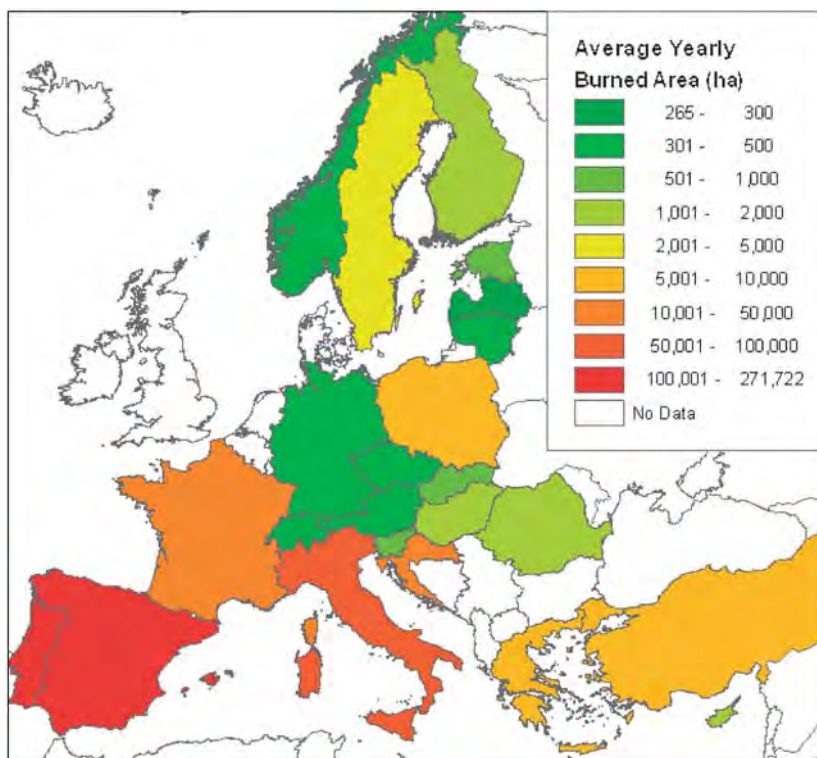 Average Yearly
Burned Area (ha)
265 - 300
301 - 500
501 - 1,000
1,001 - 2,000
2,001 - 5,000
5,001 - 10,000
10,001 - 50,000
50,001 - 100,000
100,001 - 271,722
No Data